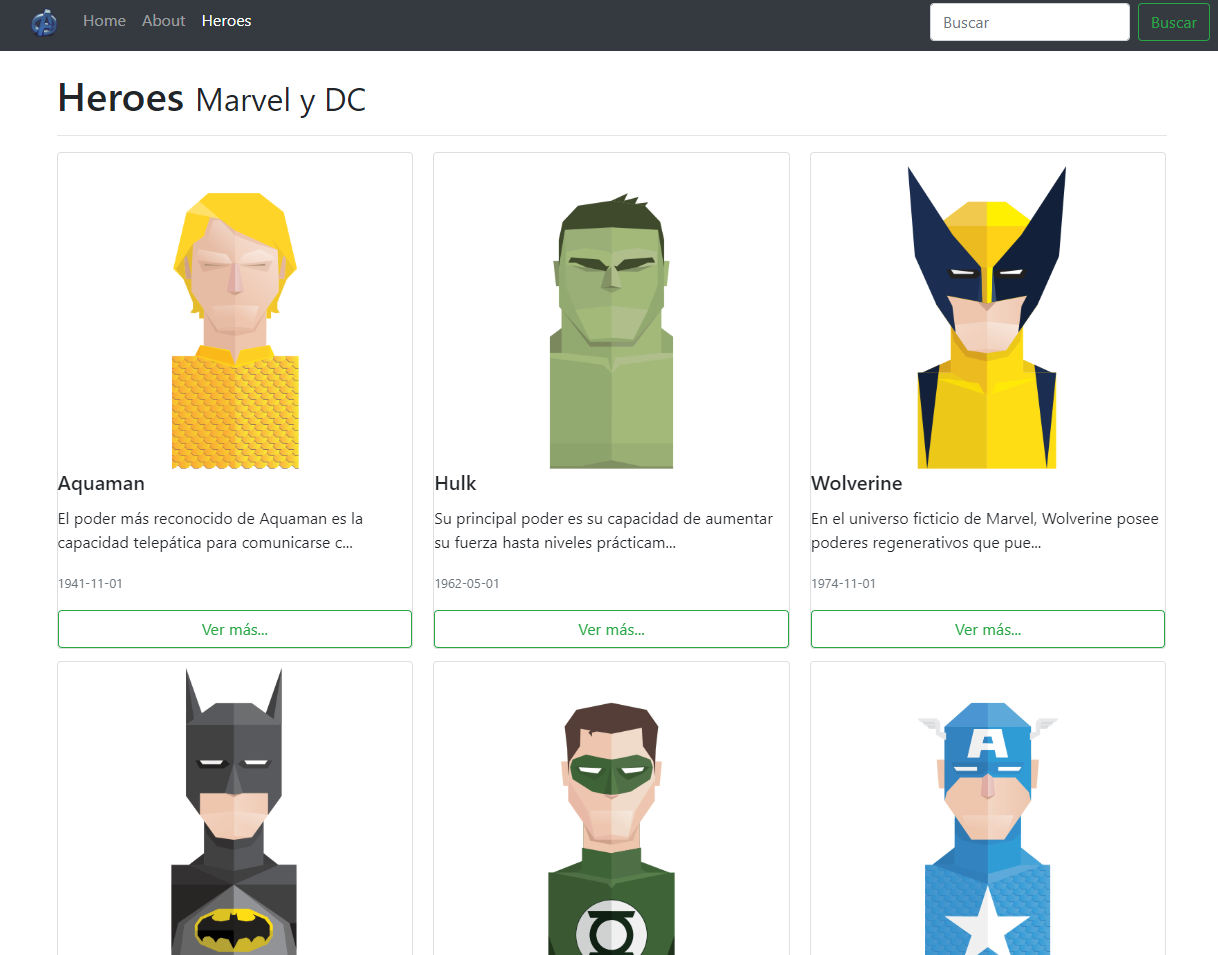 Home About Heroes Buscar Buscar
Heroes Marvel y DC
Aquaman
El poder más reconocido de Aquaman es la
capacidad telepática para comunicarse c...
1941-11-01
Ver más...
Hulk
Su principal poder es su capacidad de aumentar
su fuerza hasta niveles prácticam...
1962-05-01
Ver más...
Wolverine
En el universo ficticio de Marvel, Wolverine posee
poderes regenerativos que pue...
1974-11-01
Ver más...
A